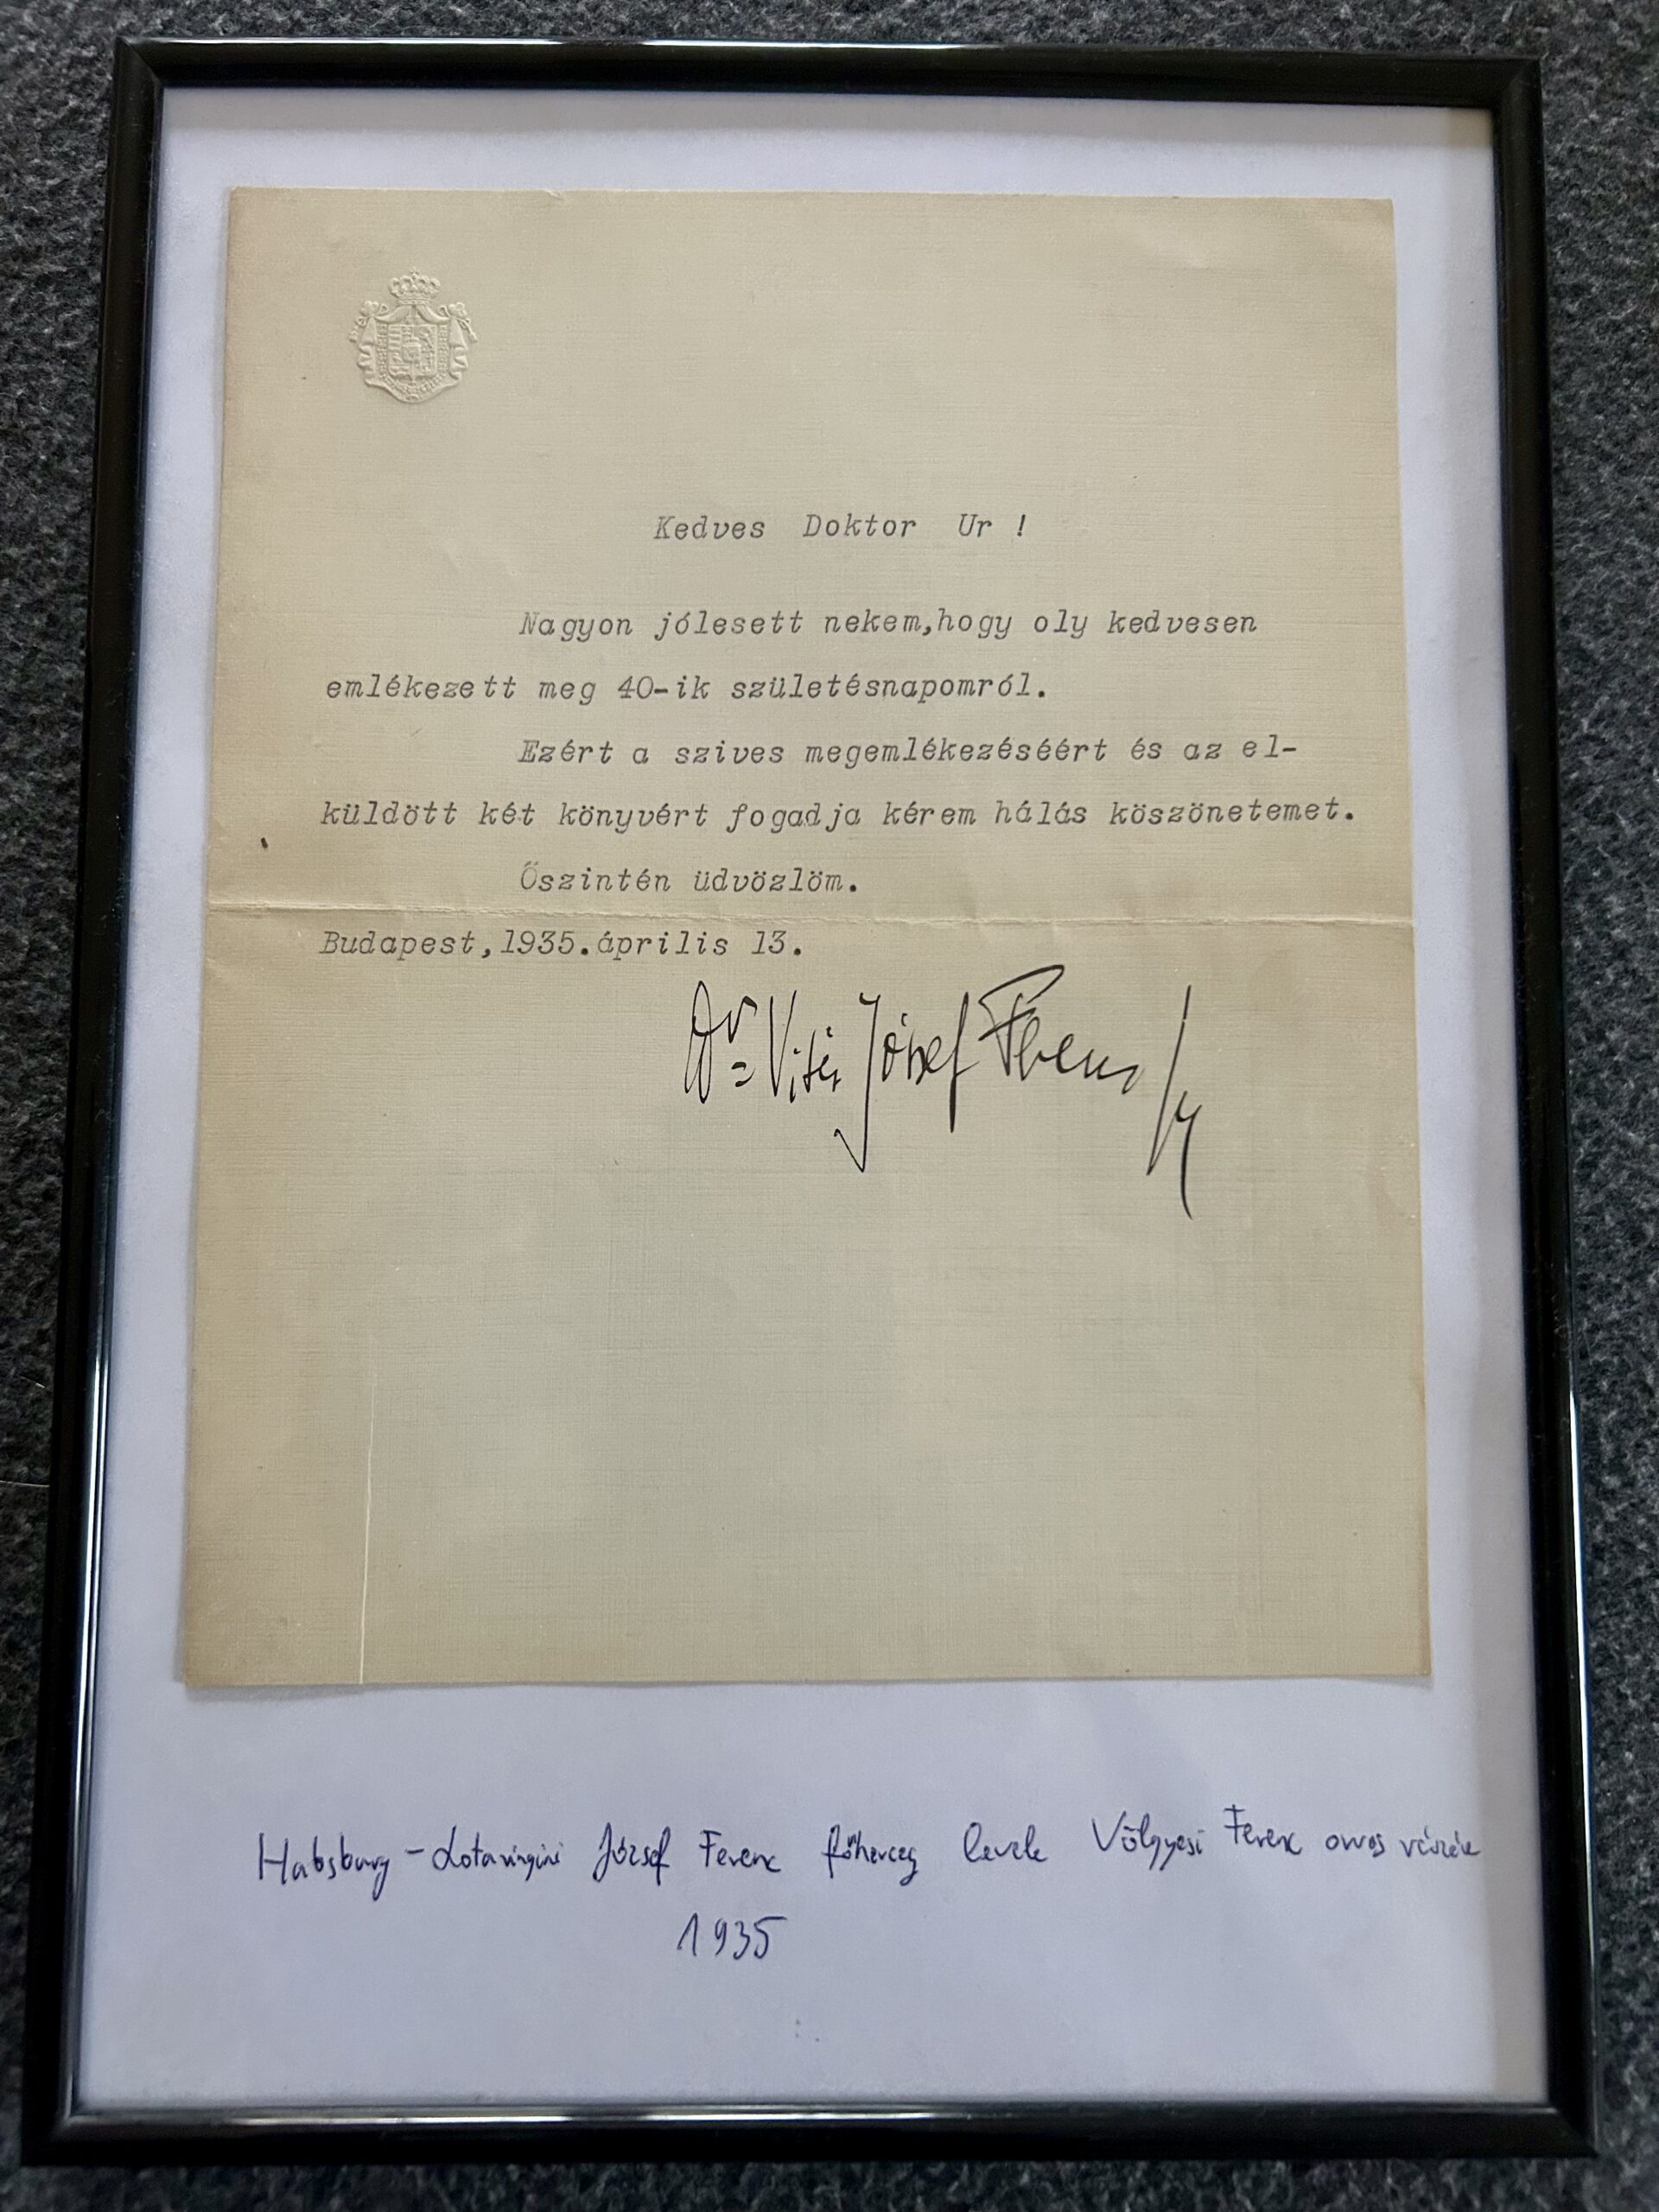 Kedves Doktor Ur !
Nagyon jólesett nekem,hogy oly kedvesen
emlékezett meg 40-ik születésnapomról.
Ezért a szives megemlékezéséért és az el-
küldött két könyvért fogadja kérem hálás köszönetemet.
Őszintén üdvözlöm.
Budapest,1935.április 13.
Dr Vitéz József Ferenc
Habsburg-Lotaringiai József Ferenc főherceg levele Völgyesi Ferenc orvos részére
1935